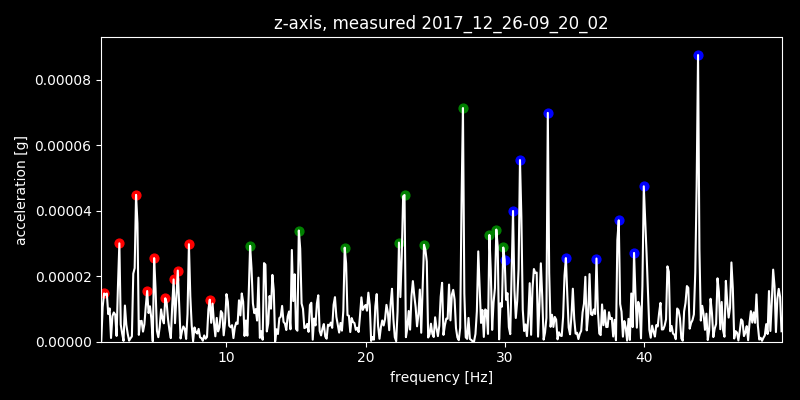 z-axis, measured 2017_12_26-09_20_02
0.00008
0.00006
0.00004
0.00002
0.00000
acceleration [g]
10 20 30 40
frequency [Hz]